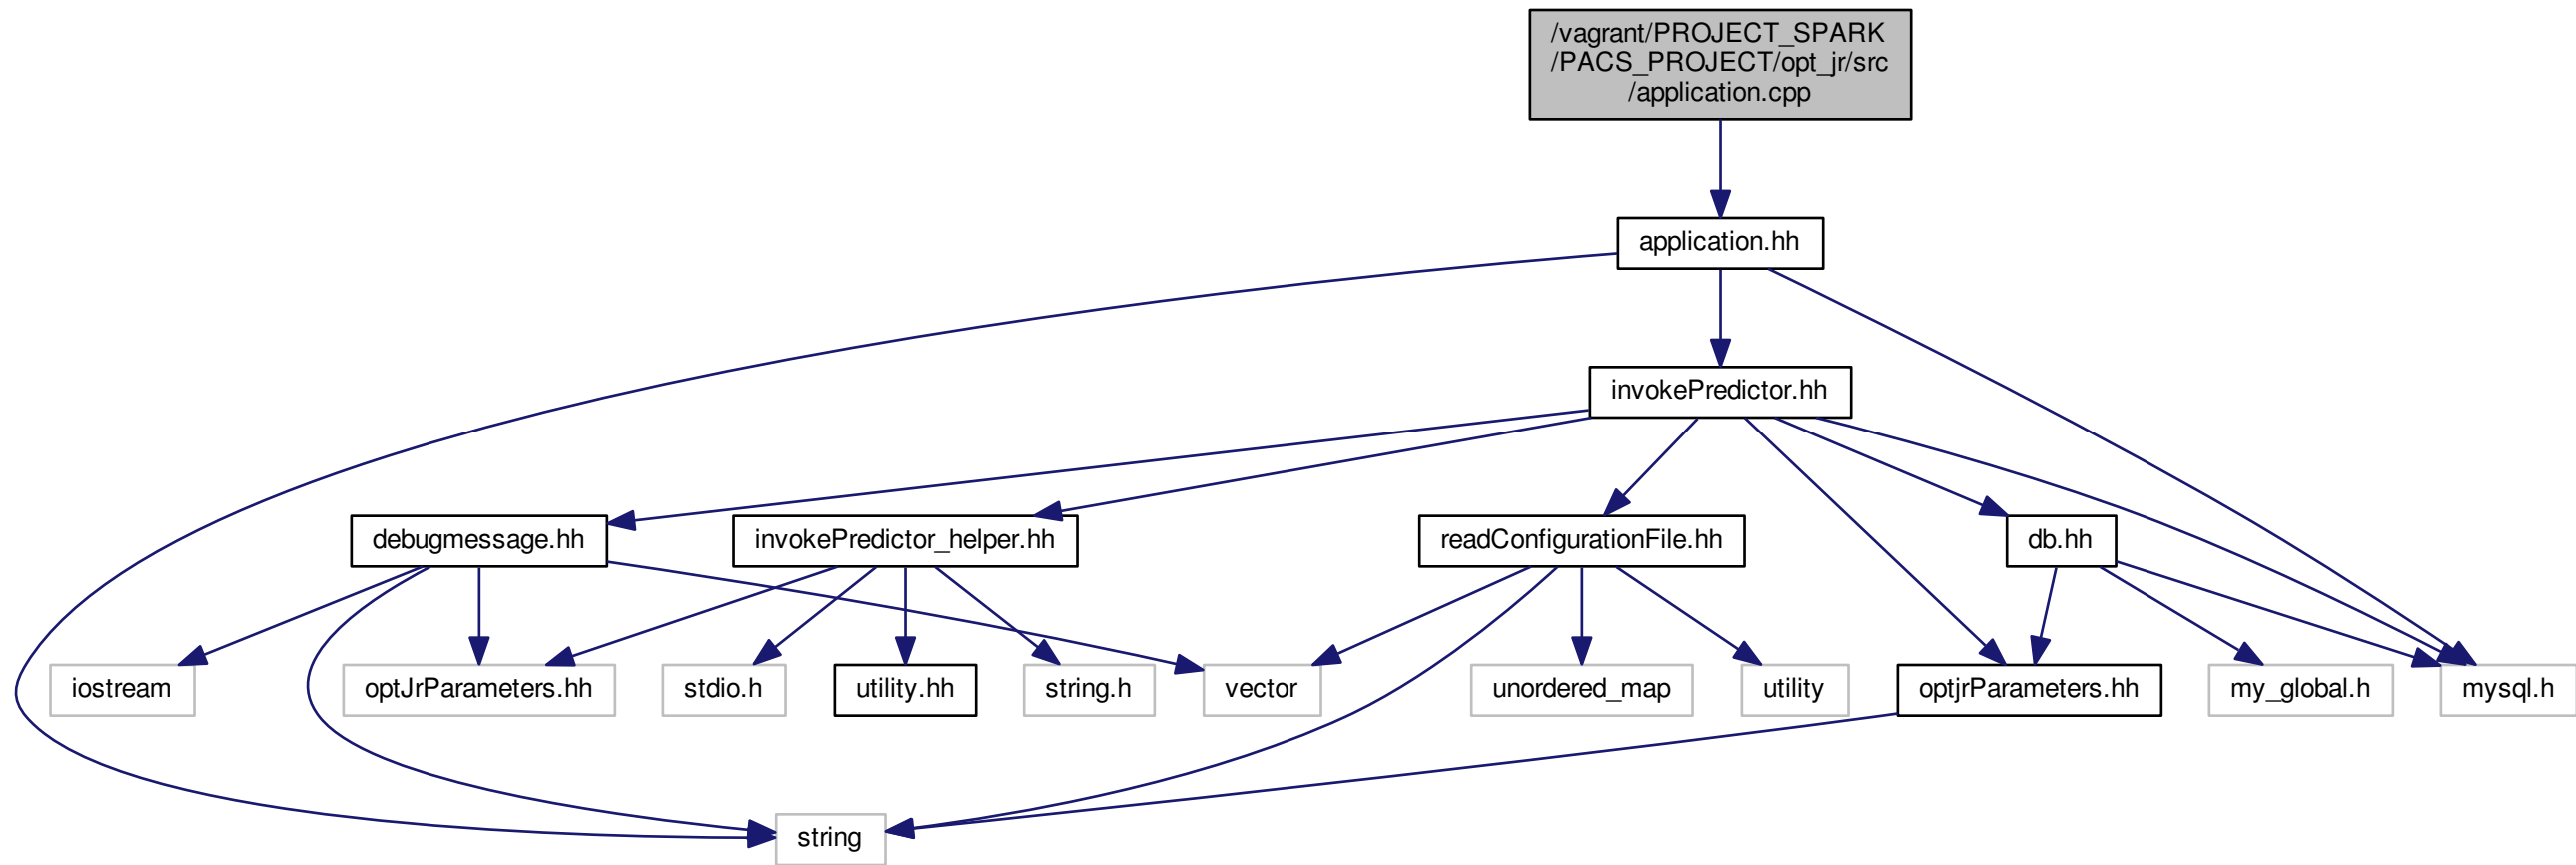 /vagrant/PROJECT_SPARK
/PACS_PROJECT/opt_jr/src
/application.cpp
application.hh
invokePredictor.hh
debugmessage.hh
invokePredictor_helper.hh
readConfigurationFile.hh
db.hh
iostream
optJrParameters.hh
stdio.h
utility.hh
string.h
vector
unordered_map
utility
optjrParameters.hh
my_global.h
mysql.h
string